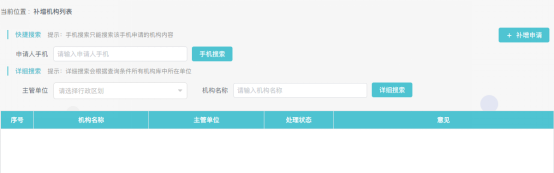 当前位置：补增机构列表
快捷搜索 提示：手机搜索只能搜索该手机申请的机构内容
+ 补增申请
申请人手机 请输入申请人手机 手机搜索
详细搜索 提示：详细搜索会根据查询条件所有机构库中所在单位
主管单位 请选择行政区划 机构名称 请输入机构名称 详细搜索
序号 机构名称 主管单位 处理状态 意见